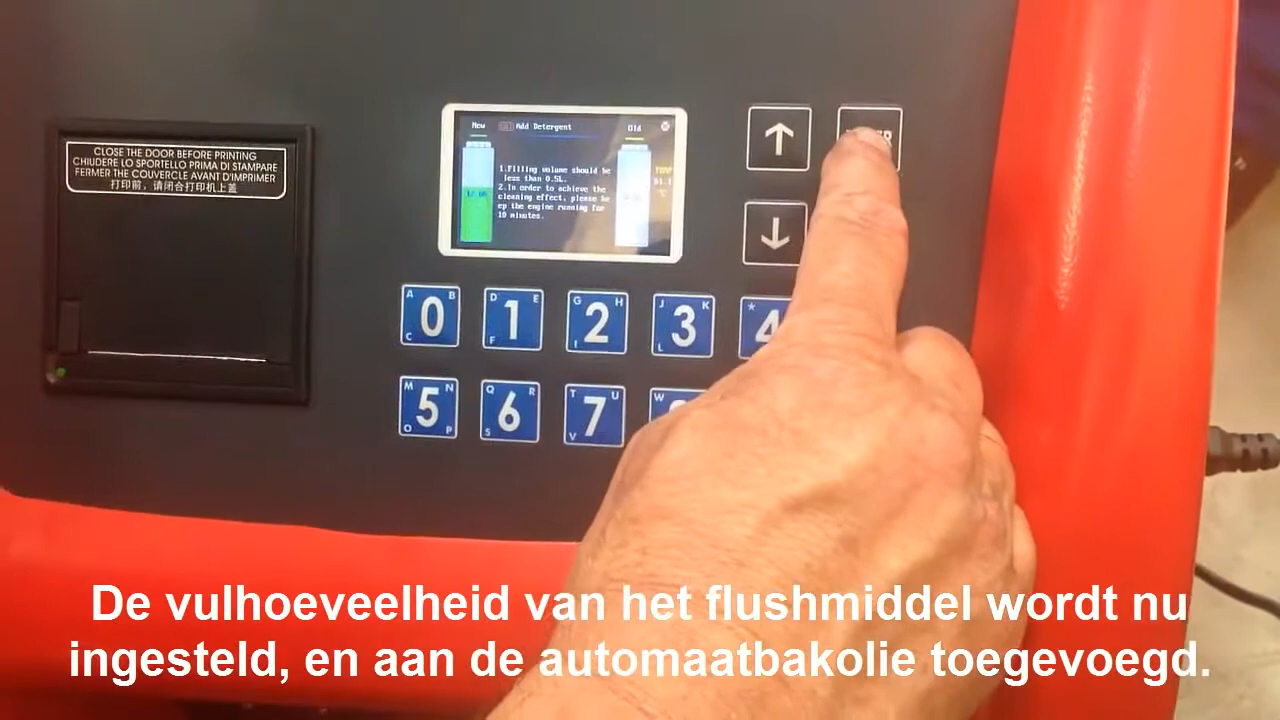 CLOSE THE DOOR BEFORE PRINTING
CHIUDERE LO SPORTELLO PRIMA DI STAMPARE
FERMER LE COUVERCLE AVANT D'IMPRIMER
打印前，请闭合打印机上盖
New Add Detergent Old
1.Filling volume should be
less than 0.5L.
2.In order to achieve the
cleaning effect, please ke
ep the engine running for
10 minutes.
TEMP
℃
A B 0 C
D E 1 F
G H 2 I
J K 3 L
* 4
M N 5 O P
Q R 6 S
T U 7 V
W
De vulhoeveelheid van het flushmiddel wordt nu
ingesteld, en aan de automaatbakolie toegevoegd.